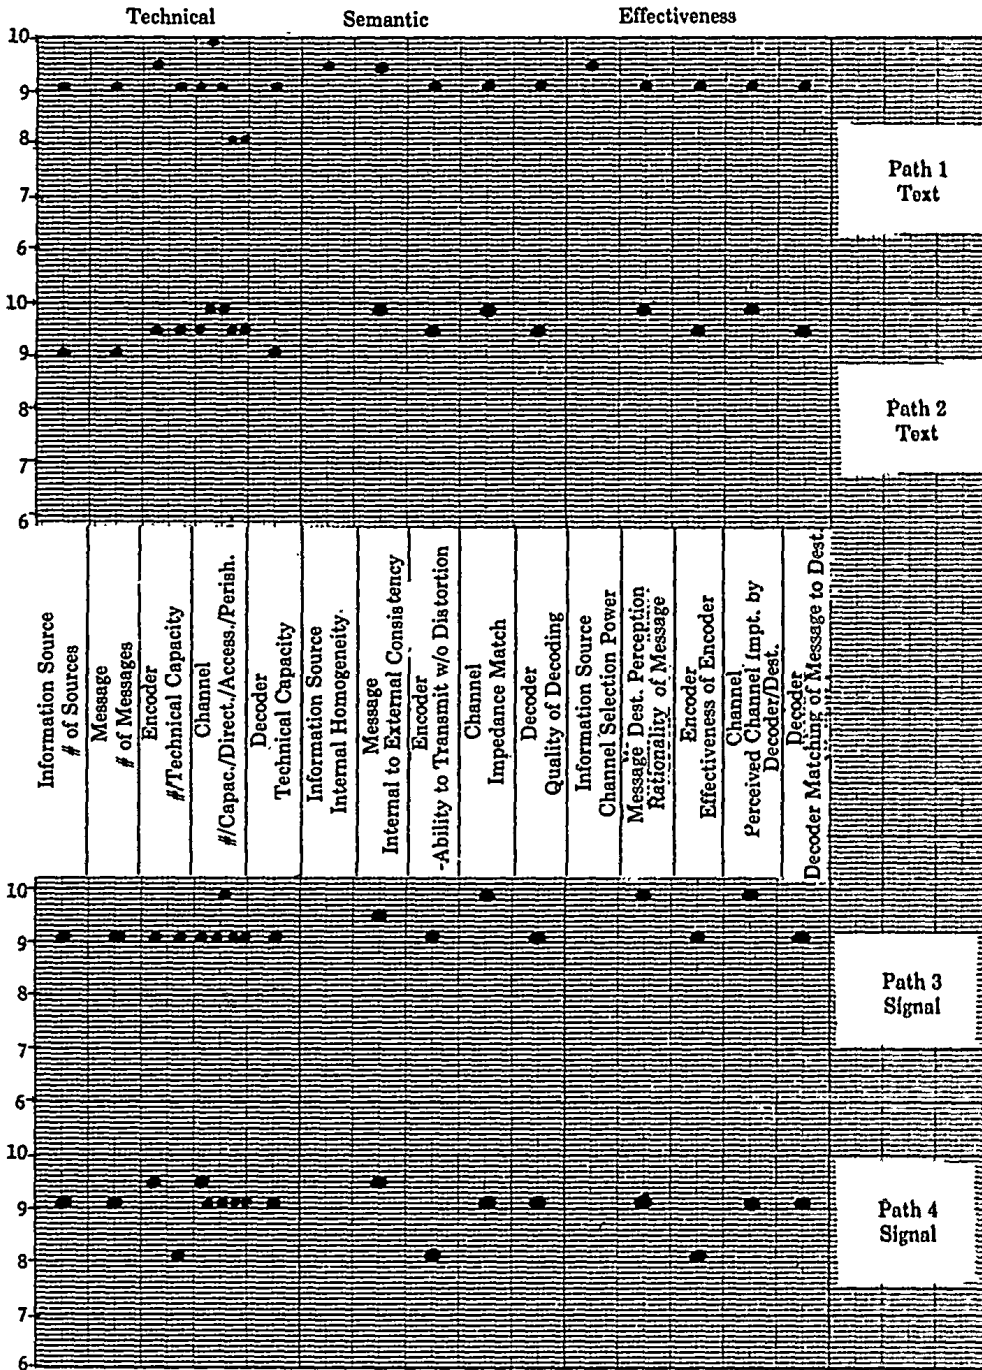 Technical Semantic Effectiveness
10
9
8
7
6
Path 1
Text
10
9
8
7
6
Path 2
Text
Information Source
# of Sources
Message
# of Messages
Encoder
#/Technical Capacity
Channel
#/Capac./Direct./Access./Perish.
Decoder
Technical Capacity
Information Source
Internal Homogeneity.
Message
Internal to External Consistency
Encoder
-Ability to Transmit w/o Distortion
Channel
Impedance Match
Decoder
Quality of Decoding
Information Source
Channel Selection Power
Message Dest. Perception
Rationality of Message
Encoder
Effectiveness of Encoder
Channel
Perceived Channel Impt. by
Decoder/Dest.
Decoder
Decoder Matching of Message to Dest.
10
9
8
7
6
Path 3
Signal
10
9
8
7
6
Path 4
Signal